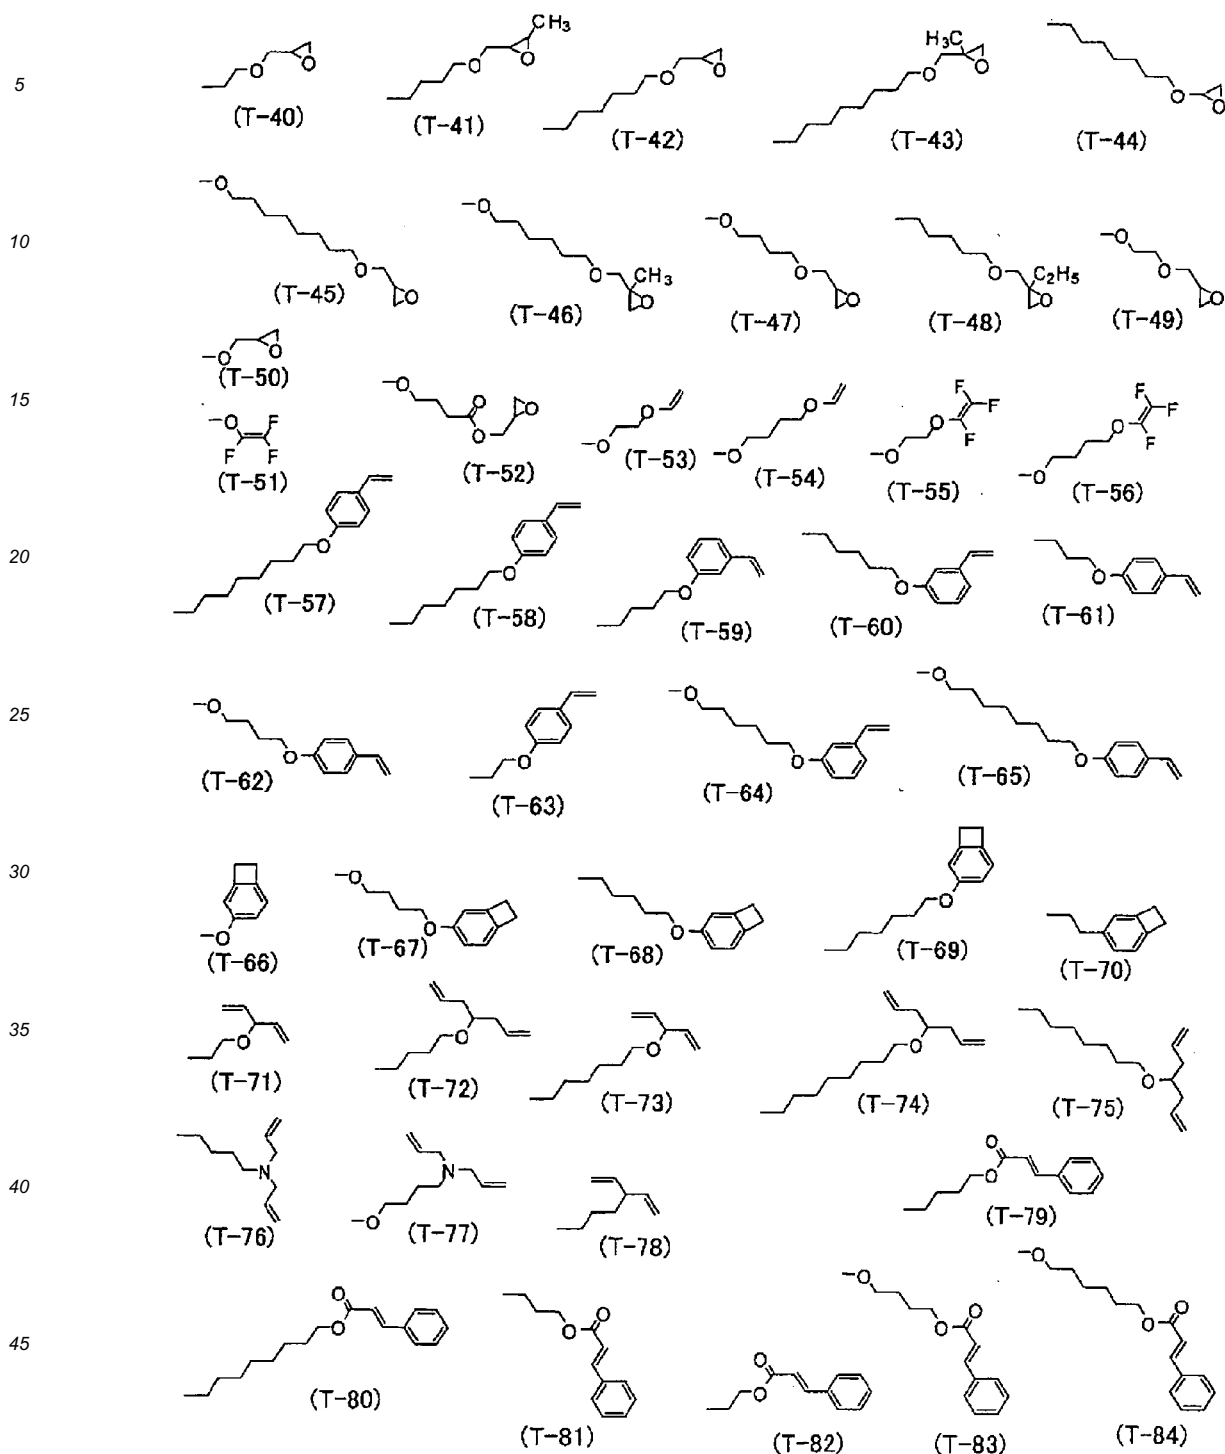 CH₃
O O O O O O H₃C O O
5 O O
(T-40) (T-41) (T-42) (T-43) (T-44)
O O O O O
10 O O O CH₃ O O C₂H₅ O
(T-45) O (T-46) O (T-47) O (T-48) O (T-49) O
O O
(T-50)
15 O O O O O O O F F F O F F F
O F F F O O O O
(T-51) (T-52) (T-53) (T-54) (T-55) (T-56)
O O O
20 O O
(T-57) (T-58) (T-59) (T-60) (T-61)
25 O O O
O O O O
(T-62) (T-63) (T-64) (T-65)
30 O O O O
O
(T-66) (T-67) (T-68) (T-69) (T-70)
35 O O O O O
(T-71) (T-72) (T-73) (T-74) (T-75)
40 N N O O
O
(T-76) (T-77) (T-78) (T-79)
O O O O O
45 O O O O O O O
(T-80) (T-81) (T-82) (T-83) (T-84)